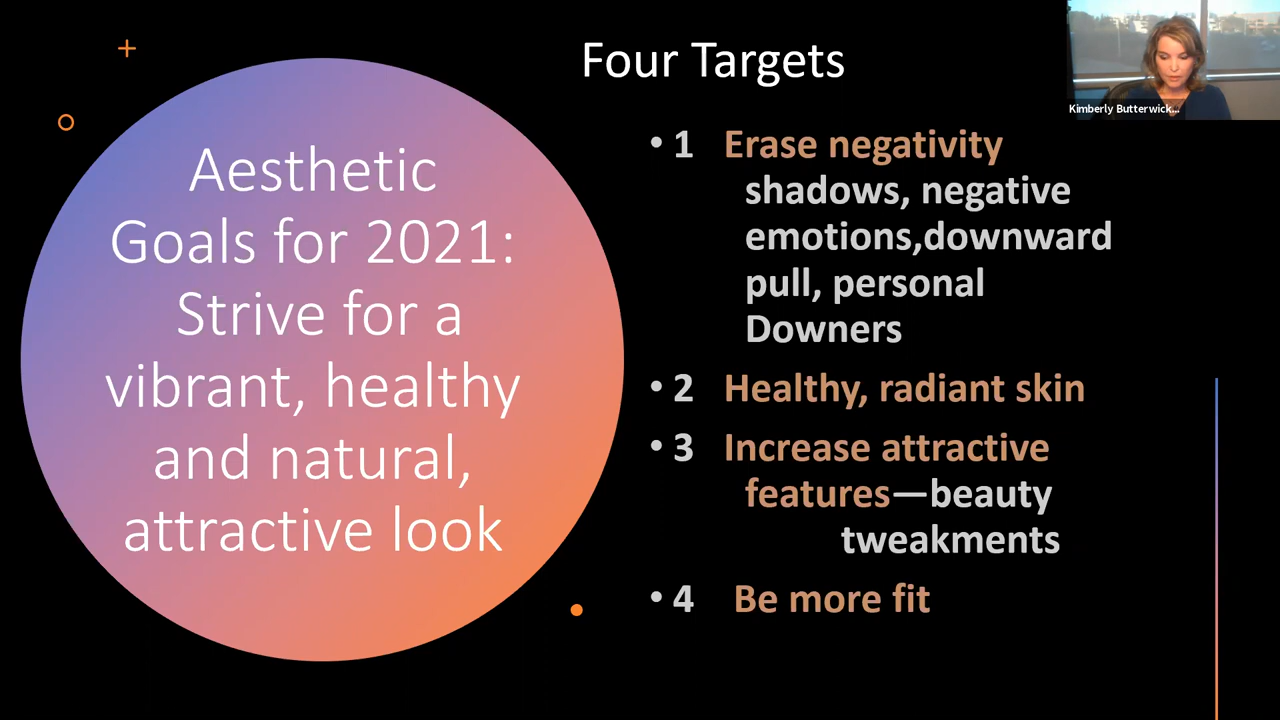 Aesthetic
Goals for 2021:
Strive for a
vibrant, healthy
and natural,
attractive look
Four Targets
• 1 Erase negativity
shadows, negative
emotions,downward
pull, personal
Downers
• 2 Healthy, radiant skin
• 3 Increase attractive
features—beauty
tweakments
• 4 Be more fit
Kimberly Butterwick...